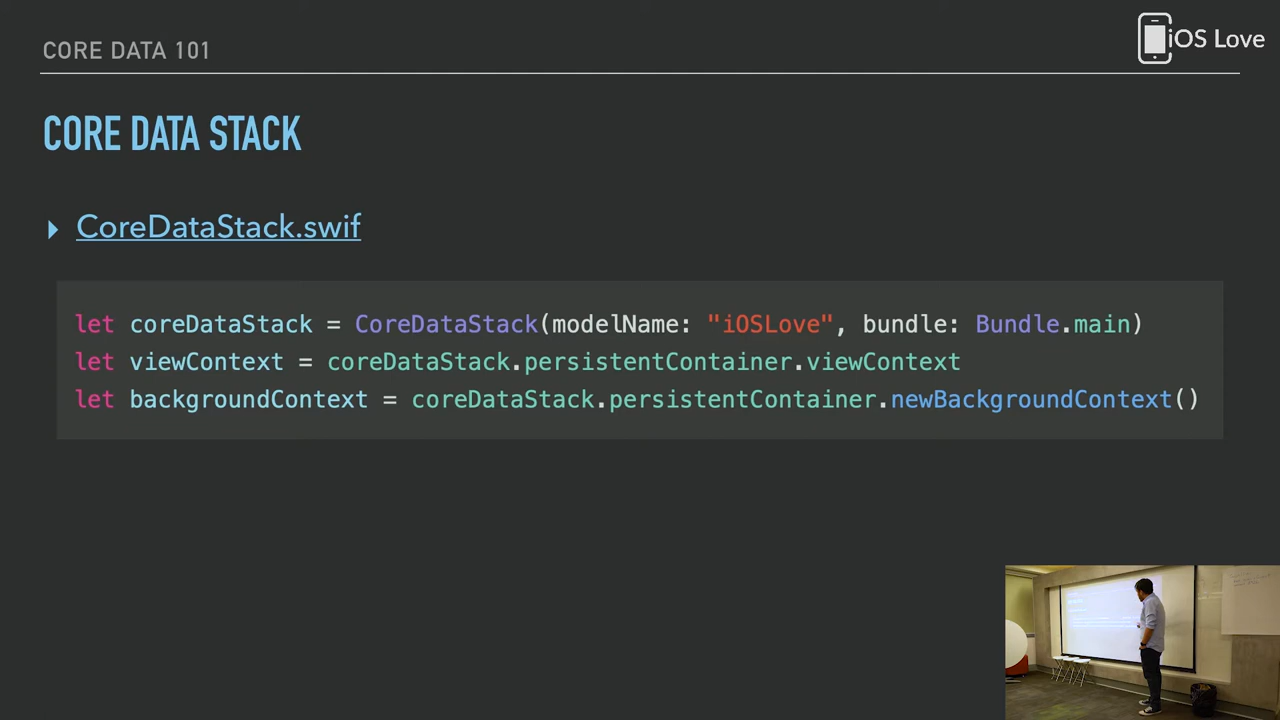 CORE DATA 101
iOS Love
CORE DATA STACK
CoreDataStack.swif
let coreDataStack = CoreDataStack(modelName: "iOSLove", bundle: Bundle.main)
let viewContext = coreDataStack.persistentContainer.viewContext
let backgroundContext = coreDataStack.persistentContainer.newBackgroundContext()